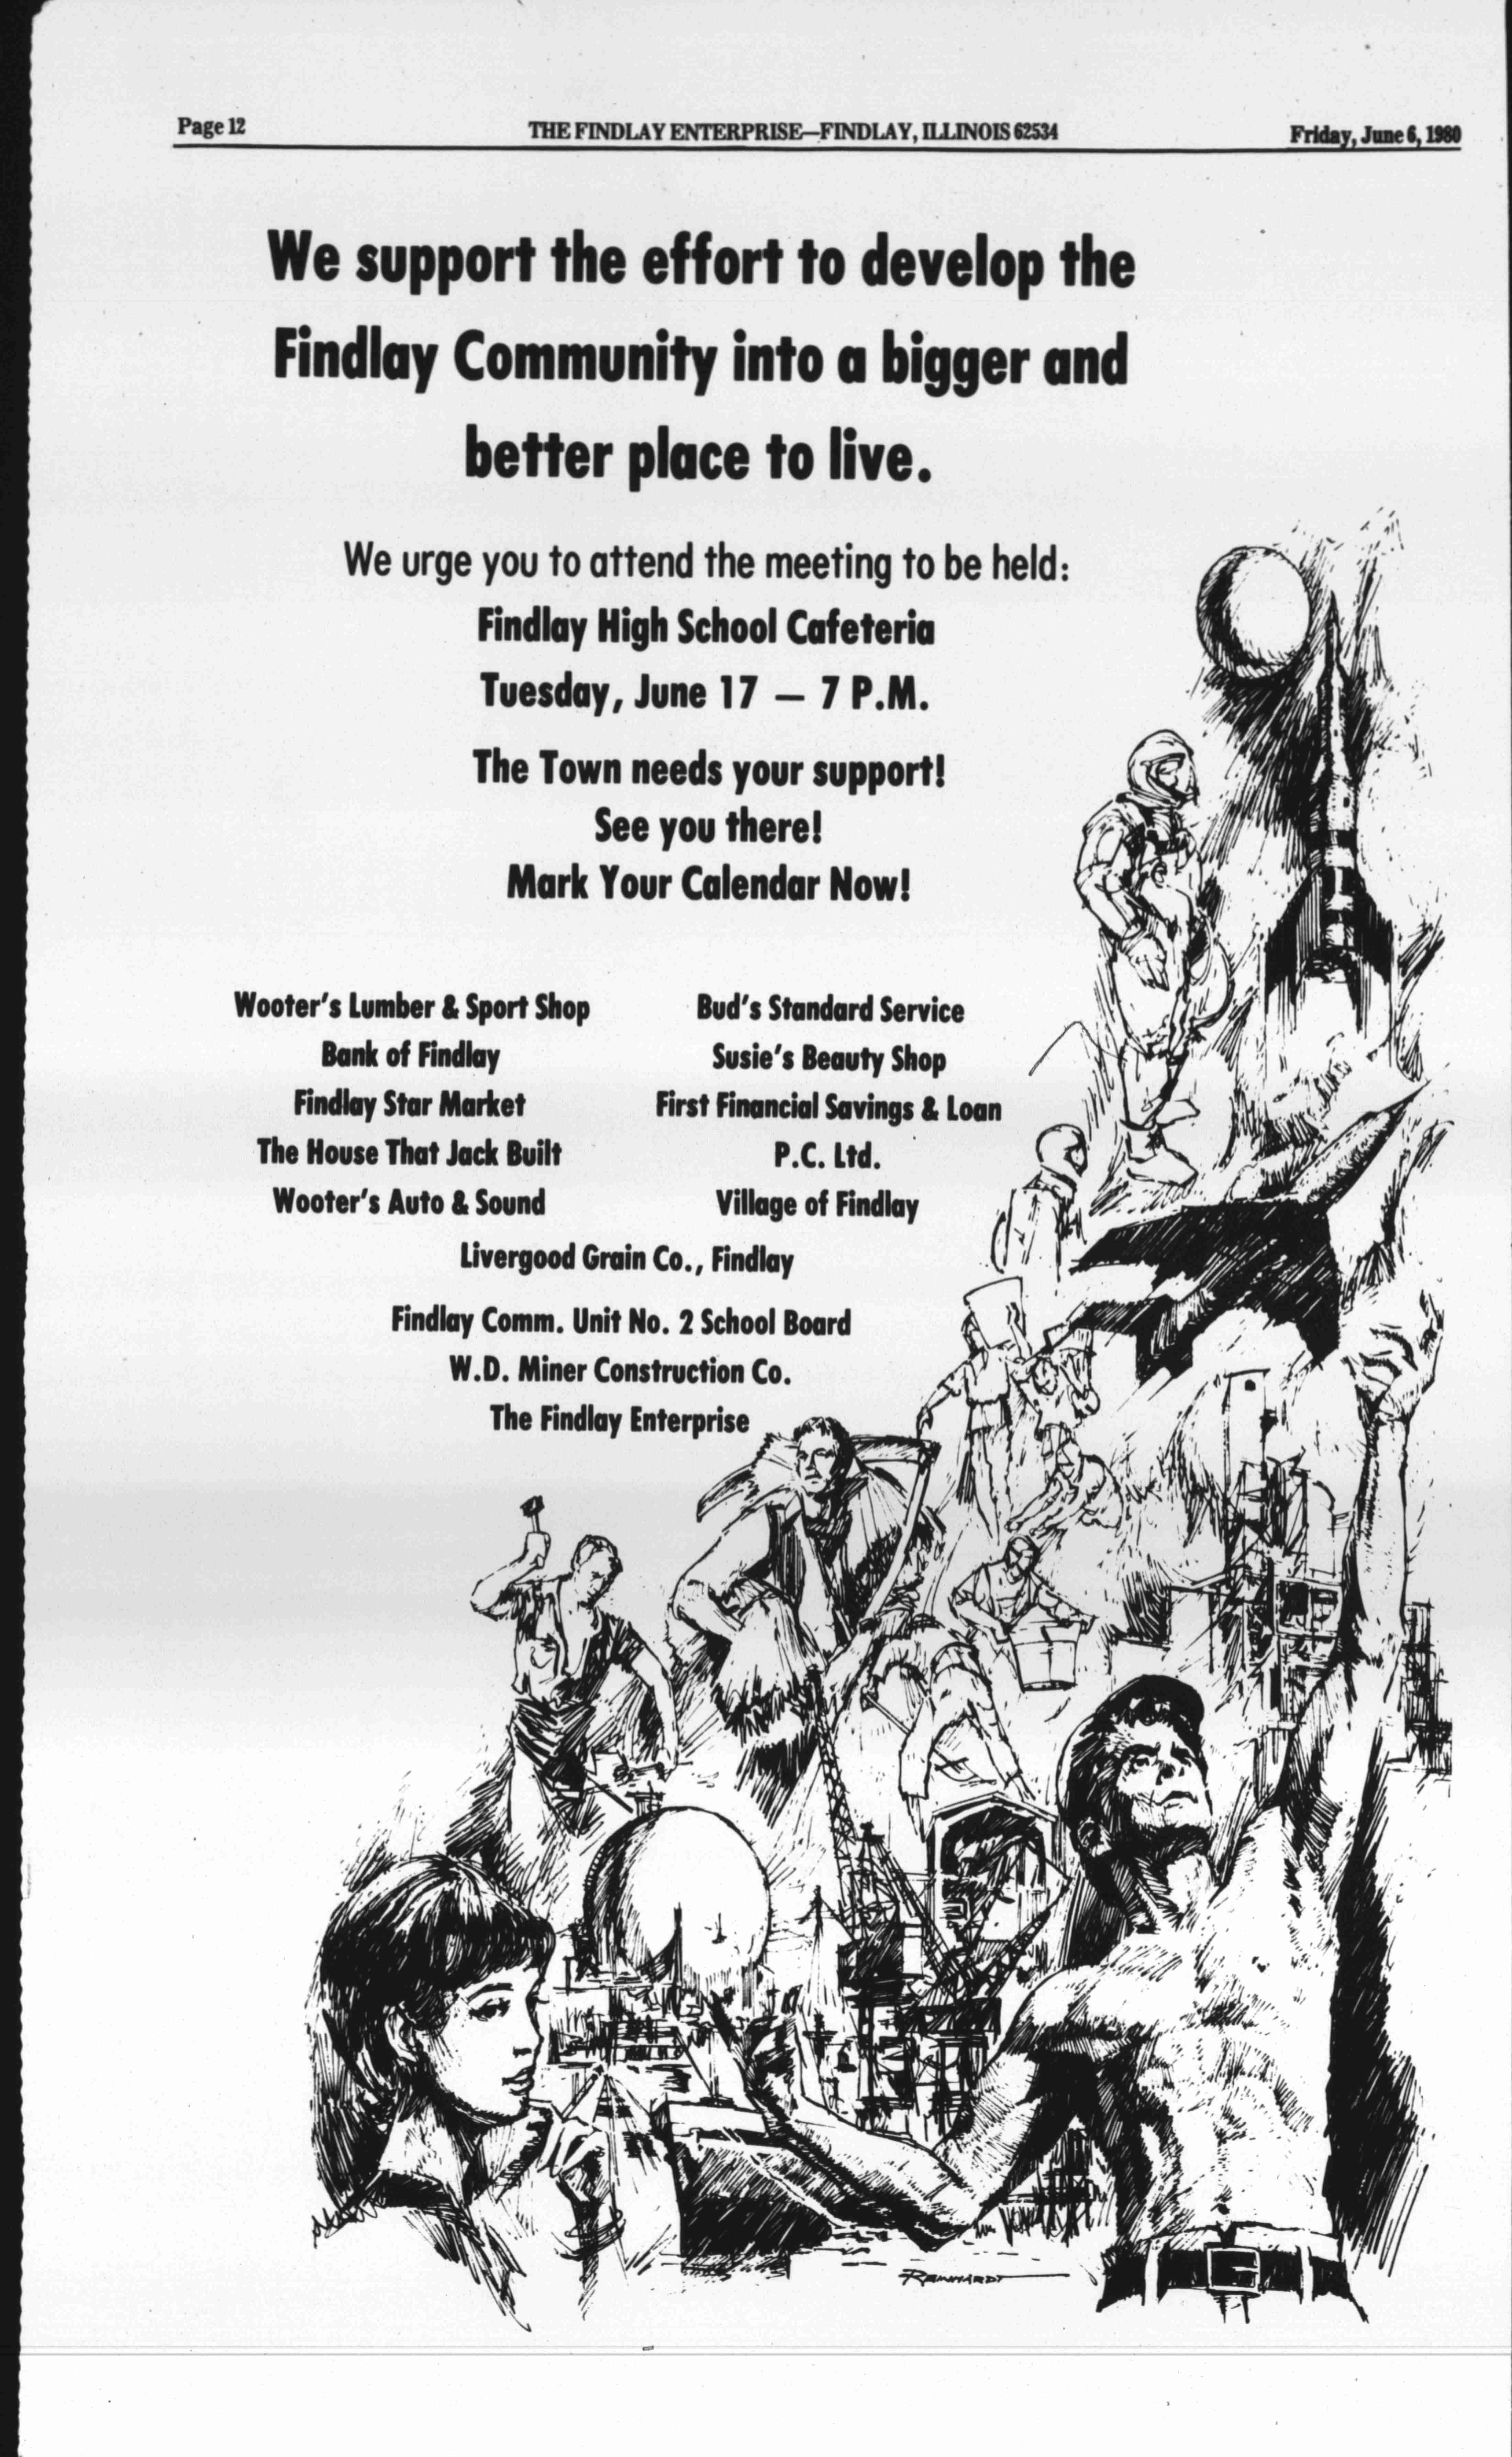 Page 12
THE FINDLAY ENTERPRISE—FINDLAY, ILLINOIS 62534
Friday, June 6, 1980
We support the effort to develop the
Findlay Community into a bigger and
better place to live.
We urge you to attend the meeting to be held:
Findlay High School Cafeteria
Tuesday, June 17 — 7 P.M.
The Town needs your support!
See you there!
Mark Your Calendar Now!
Wooter's Lumber & Sport Shop
Bank of Findlay
Findlay Star Market
The House That Jack Built
Wooter's Auto & Sound
Bud's Standard Service
Susie's Beauty Shop
First Financial Savings & Loan
P.C. Ltd.
Village of Findlay
Livergood Grain Co., Findlay
Findlay Comm. Unit No. 2 School Board
W.D. Miner Construction Co.
The Findlay Enterprise
REINHARDT